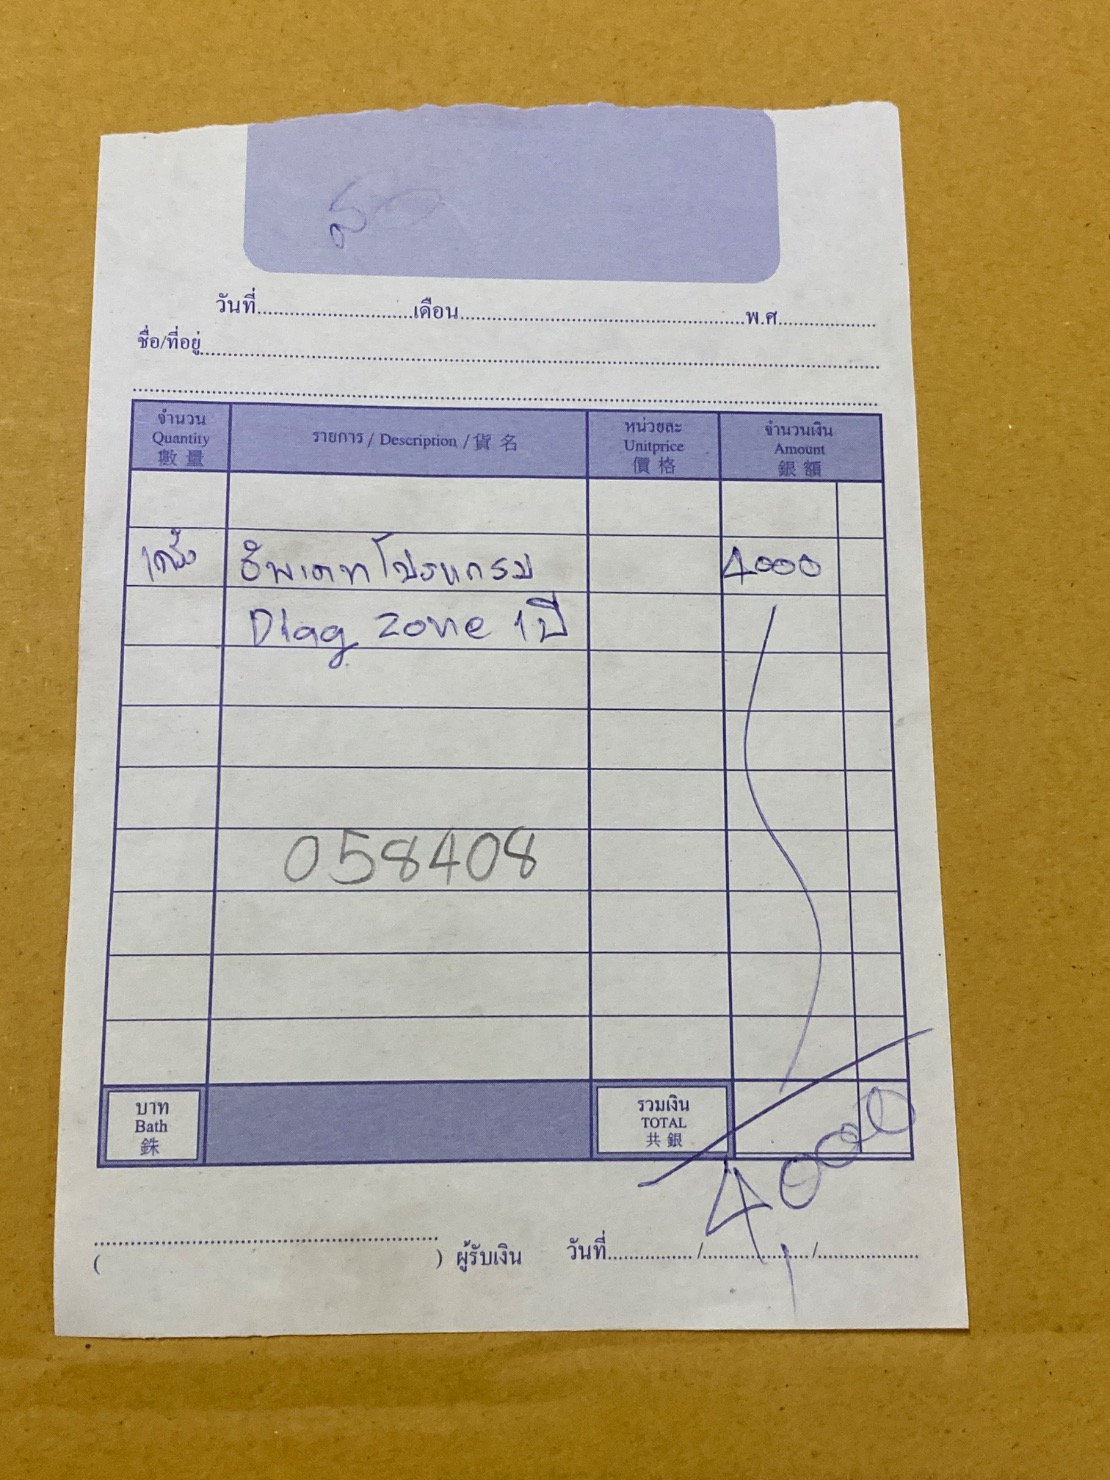 วันที่ เดือน พ.ศ.
ชื่อ/ที่อยู่
จำนวน
Quantity
數量
รายการ / Description / 貨名
หน่วยละ
Unitprice
價格
จำนวนเงิน
Amount
銀額
1ครั้ง อัพเดทโปรแกรม 4000
Diag zone 1 ปี
058408
บาท
Bath
銖
รวมเงิน
TOTAL
共銀
4000
( ) ผู้รับเงิน วันที่ / /